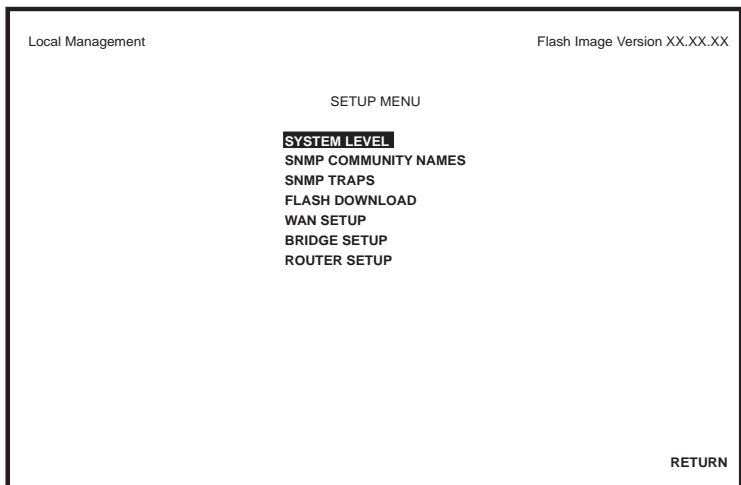 Local Management Flash Image Version XX.XX.XX
SETUP MENU
SYSTEM LEVEL
SNMP COMMUNITY NAMES
SNMP TRAPS
FLASH DOWNLOAD
WAN SETUP
BRIDGE SETUP
ROUTER SETUP
RETURN